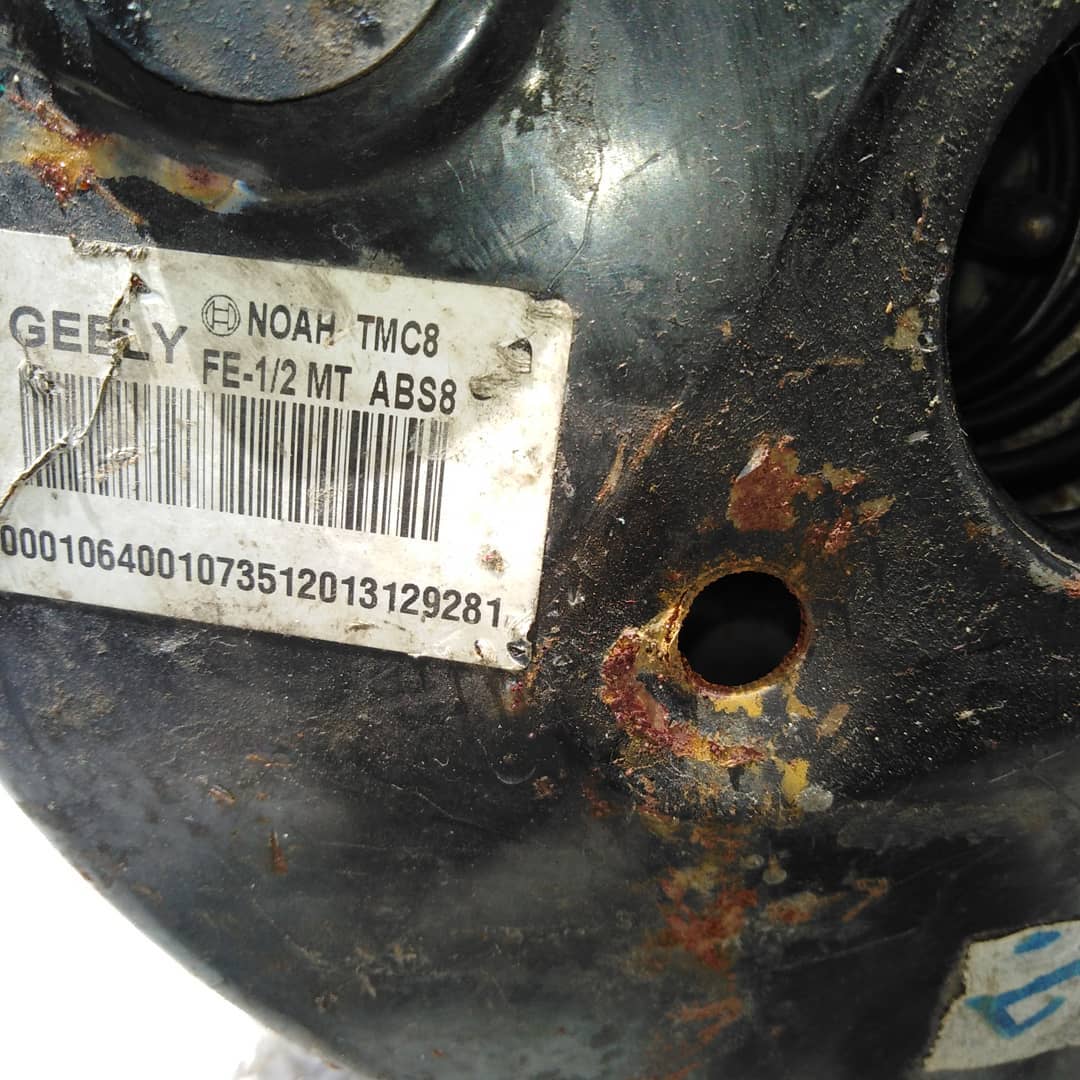 GEELY NOAH TMC8
FE-1/2 MT ABS8
0001064001073512013129281